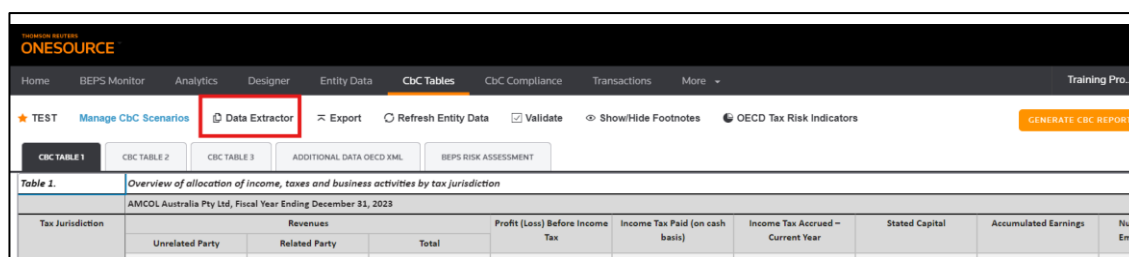 THOMSON REUTERS
ONESOURCE
Home BEPS Monitor Analytics Designer Entity Data CbC Tables CbC Compliance Transactions More Training Pro...
TEST Manage CbC Scenarios Data Extractor Export Refresh Entity Data Validate Show/Hide Footnotes OECD Tax Risk Indicators GENERATE CBC REPORT
CBC TABLE 1 CBC TABLE 2 CBC TABLE 3 ADDITIONAL DATA OECD XML BEPS RISK ASSESSMENT
Table 1. Overview of allocation of income, taxes and business activities by tax jurisdiction
AMCOL Australia Pty Ltd, Fiscal Year Ending December 31, 2023
Tax Jurisdiction Revenues Profit (Loss) Before Income Tax Income Tax Paid (on cash basis) Income Tax Accrued – Current Year Stated Capital Accumulated Earnings
Unrelated Party Related Party Total